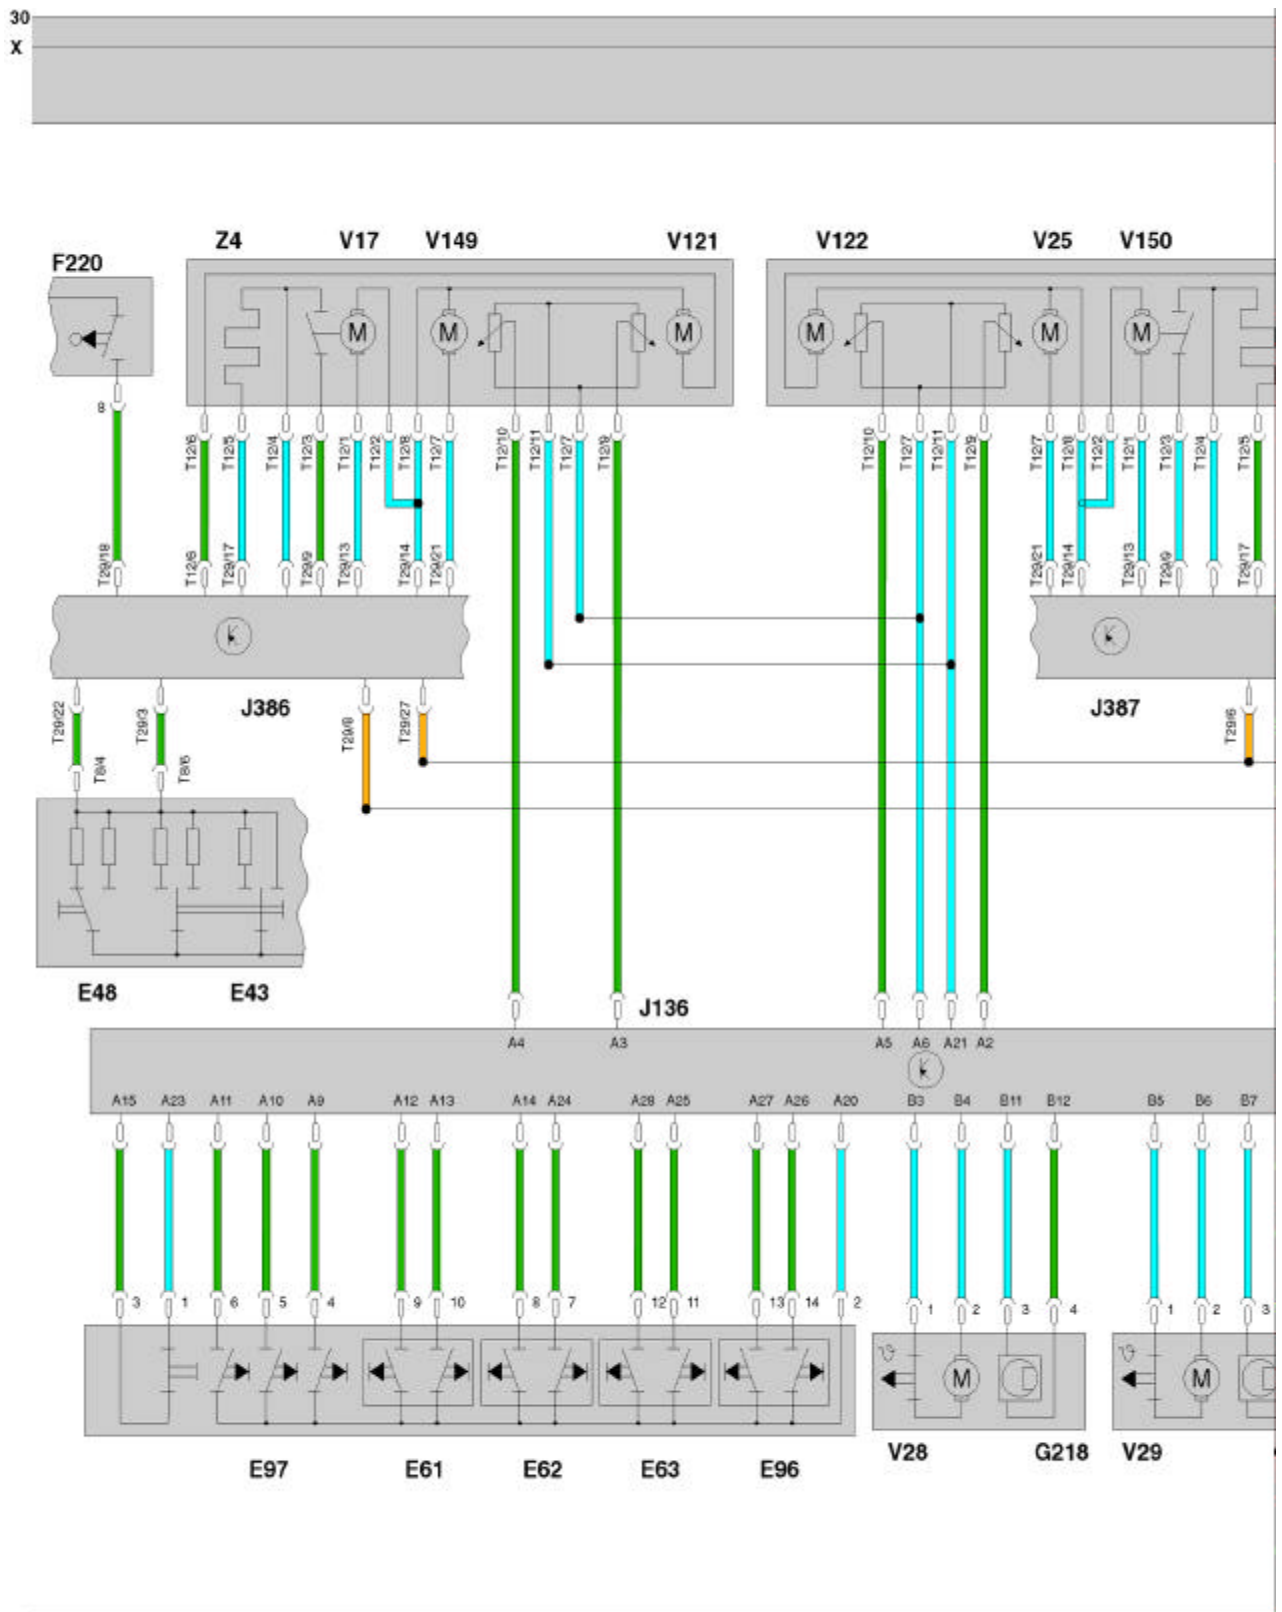 30
X
Z4 V17 V149 V121 V122 V25 V150
F220
8
T12/6 T12/5 T12/4 T12/3 T12/1 T12/2 T12/8 T12/7 T12/10 T12/11 T12/7 T12/9 T12/10 T12/7 T12/11 T12/9 T12/7 T12/8 T12/2 T12/1 T12/3 T12/4 T12/5
M M M M M M
T29/18 T12/6 T29/17 T29/9 T29/13 T29/14 T29/21 T29/21 T29/14 T29/13 T29/9 T29/17
J386 J387
T29/22 T29/3 T29/8 T29/27 T29/6
T8/4 T8/6
E48 E43
J136
A4 A3 A5 A6 A21 A2
A15 A23 A11 A10 A9 A12 A13 A14 A24 A28 A25 A27 A26 A20 B3 B4 B11 B12 B5 B6 B7
3 1 6 5 4 9 10 8 7 12 11 13 14 2 1 2 3 4 1 2 3
M M
V28 G218 V29
E97 E61 E62 E63 E96